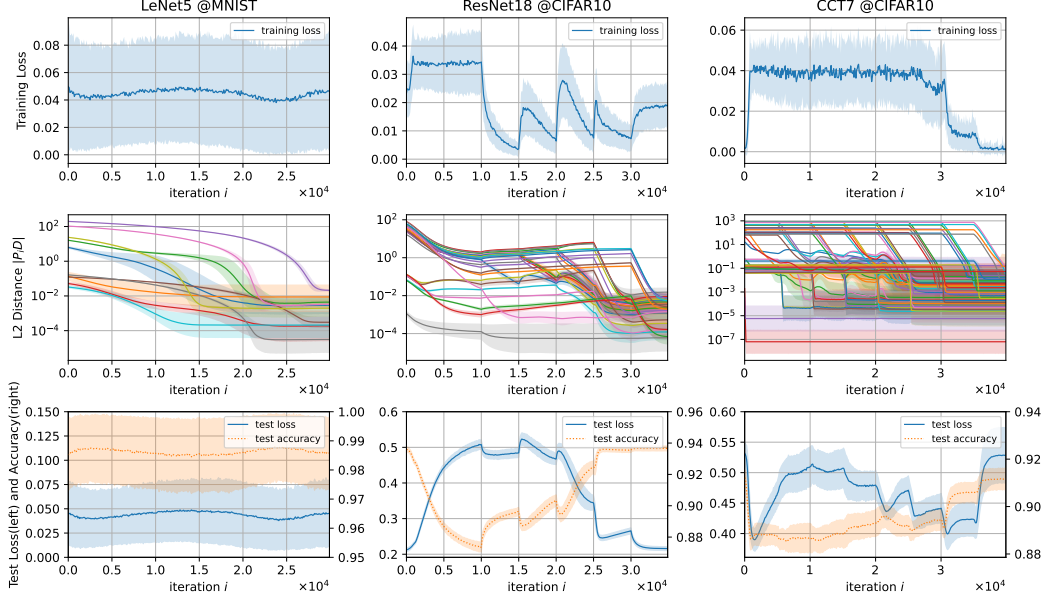 LeNet5 @MNIST
ResNet18 @CIFAR10
CCT7 @CIFAR10
Training Loss
0.08
0.06
0.04
0.02
0.00
training loss
0.0 0.5 1.0 1.5 2.0 2.5
iteration i
×10⁴
0.04
0.03
0.02
0.01
0.00
training loss
0.0 0.5 1.0 1.5 2.0 2.5 3.0
iteration i
×10⁴
0.06
0.04
0.02
0.00
training loss
0 1 2 3 4
iteration i
×10⁴
L2 Distance |PᵢD|
10²
10⁰
10⁻²
10⁻⁴
0.0 0.5 1.0 1.5 2.0 2.5
iteration i
×10⁴
10²
10⁰
10⁻²
10⁻⁴
0.0 0.5 1.0 1.5 2.0 2.5 3.0
iteration i
×10⁴
10³
10¹
10⁻¹
10⁻³
10⁻⁵
10⁻⁷
0 1 2 3
iteration i
×10⁴
Test Loss(left) and Accuracy(right)
0.150
0.125
0.100
0.075
0.050
0.025
0.000
test loss
test accuracy
1.00
0.99
0.98
0.97
0.96
0.95
0.0 0.5 1.0 1.5 2.0 2.5
iteration i
×10⁴
0.6
0.5
0.4
0.3
0.2
test loss
test accuracy
0.96
0.94
0.92
0.90
0.88
0.0 0.5 1.0 1.5 2.0 2.5 3.0
iteration i
×10⁴
0.60
0.55
0.50
0.45
0.40
test loss
test accuracy
0.94
0.92
0.90
0.88
0 1 2 3 4
iteration i
×10⁴